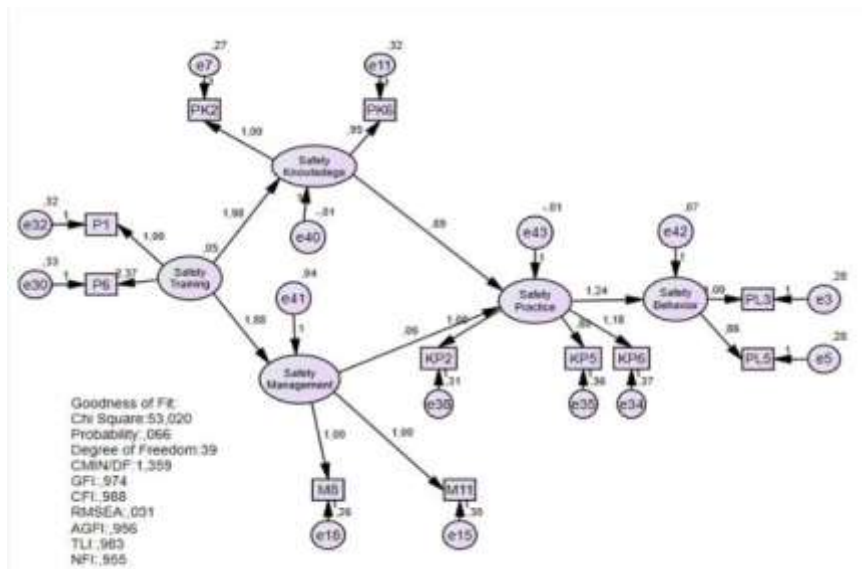 ,27
e7
1
PK2
,32
e11
1
PK6
1,00
,95
Safety
Knowladega
-,01
e40
,32
e32
1
P1
1,00
,33
e30
1
P6
2,37
,05
Safety
Training
1,98
1,88
,94
e41
1
Safety
Management
,69
,06
-,01
e43
1
Safety
Practice
1,24
,07
e42
1
Safety
Behavior
1,00
PL3
1
,28
e3
,88
PL5
1
,28
e5
1,00
KP2
,31
e36
KP5
,36
e35
1,18
KP6
,37
e34
1,00
M8
,26
e16
1,00
M11
,38
e15
Goodness of Fit:
Chi Square:53,020
Probability:,066
Degree of Freedom:39
CMIN/DF:1,359
GFI:,974
CFI:,988
RMSEA:,031
AGFI:,956
TLI:,983
NFI:,955